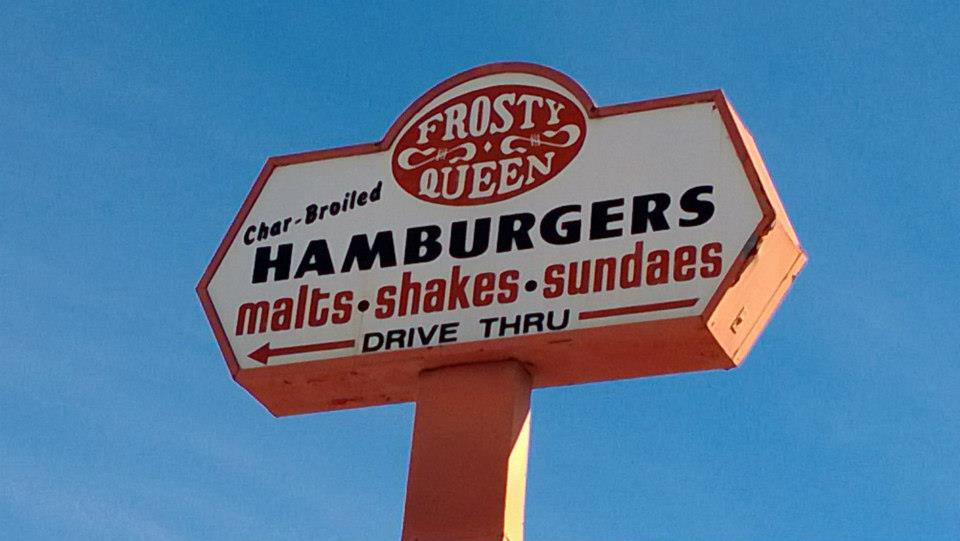 FROSTY
QUEEN
Char-Broiled
HAMBURGERS
malts•shakes•sundaes
DRIVE THRU